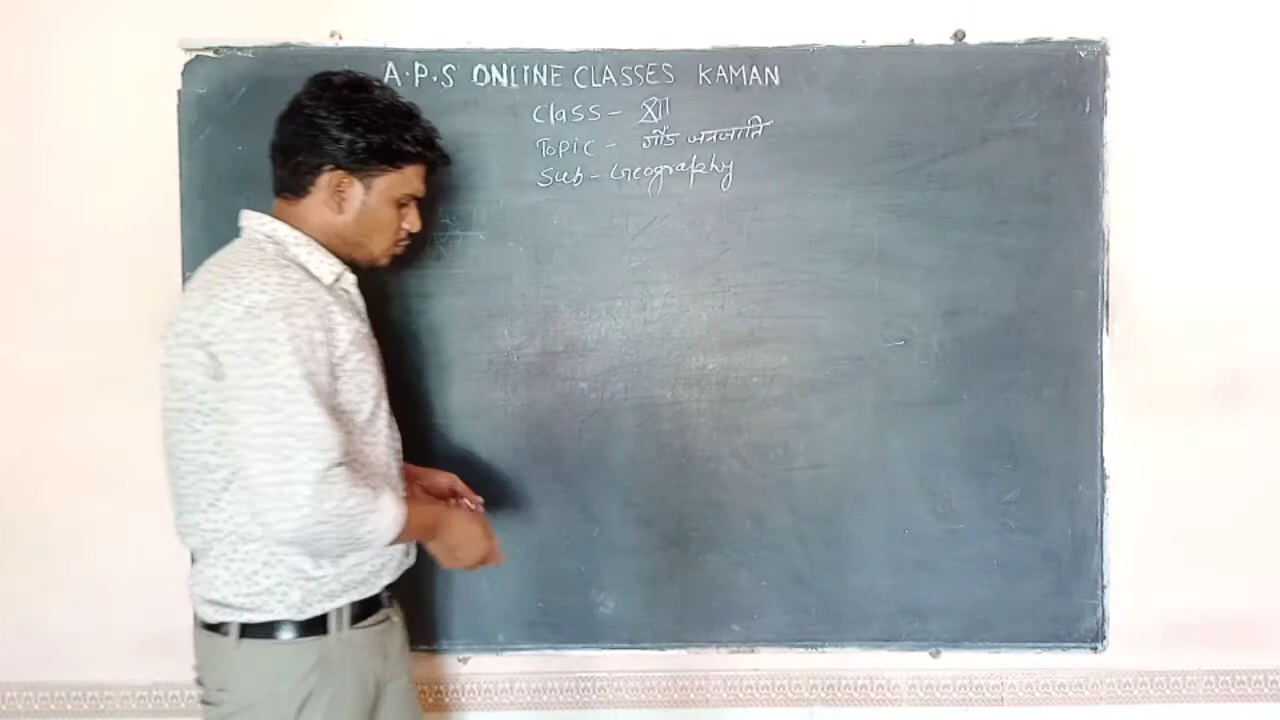 A.P.S ONLINE CLASSES KAMAN
Class - XII
Topic - गोंड जनजाति
Sub - Geography